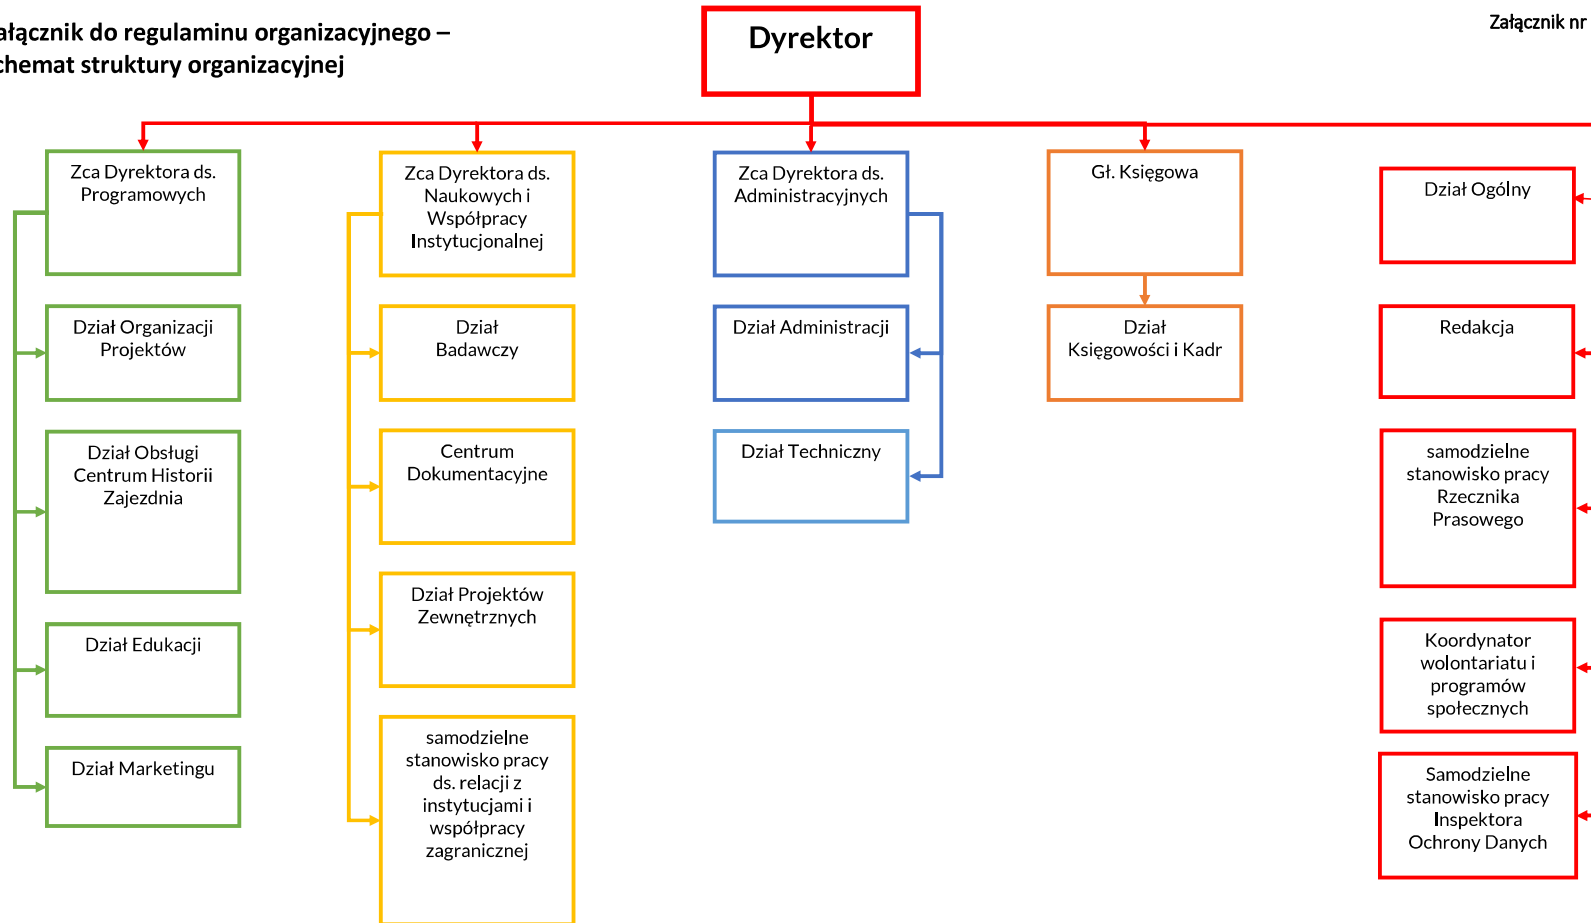 ałącznik do regulaminu organizacyjnego –
chemat struktury organizacyjnej
Dyrektor
Załącznik nr
Zca Dyrektora ds.
Programowych
Dział Organizacji
Projektów
Dział Obsługi
Centrum Historii
Zajezdnia
Dział Edukacji
Dział Marketingu
Zca Dyrektora ds.
Naukowych i
Współpracy
Instytucjonalnej
Dział
Badawczy
Centrum
Dokumentacyjne
Dział Projektów
Zewnętrznych
samodzielne
stanowisko pracy
ds. relacji z
instytucjami i
współpracy
zagranicznej
Zca Dyrektora ds.
Administracyjnych
Dział Administracji
Dział Techniczny
Gł. Księgowa
Dział
Księgowości i Kadr
Dział Ogólny
Redakcja
samodzielne
stanowisko pracy
Rzecznika
Prasowego
Koordynator
wolontariatu i
programów
społecznych
Samodzielne
stanowisko pracy
Inspektora
Ochrony Danych